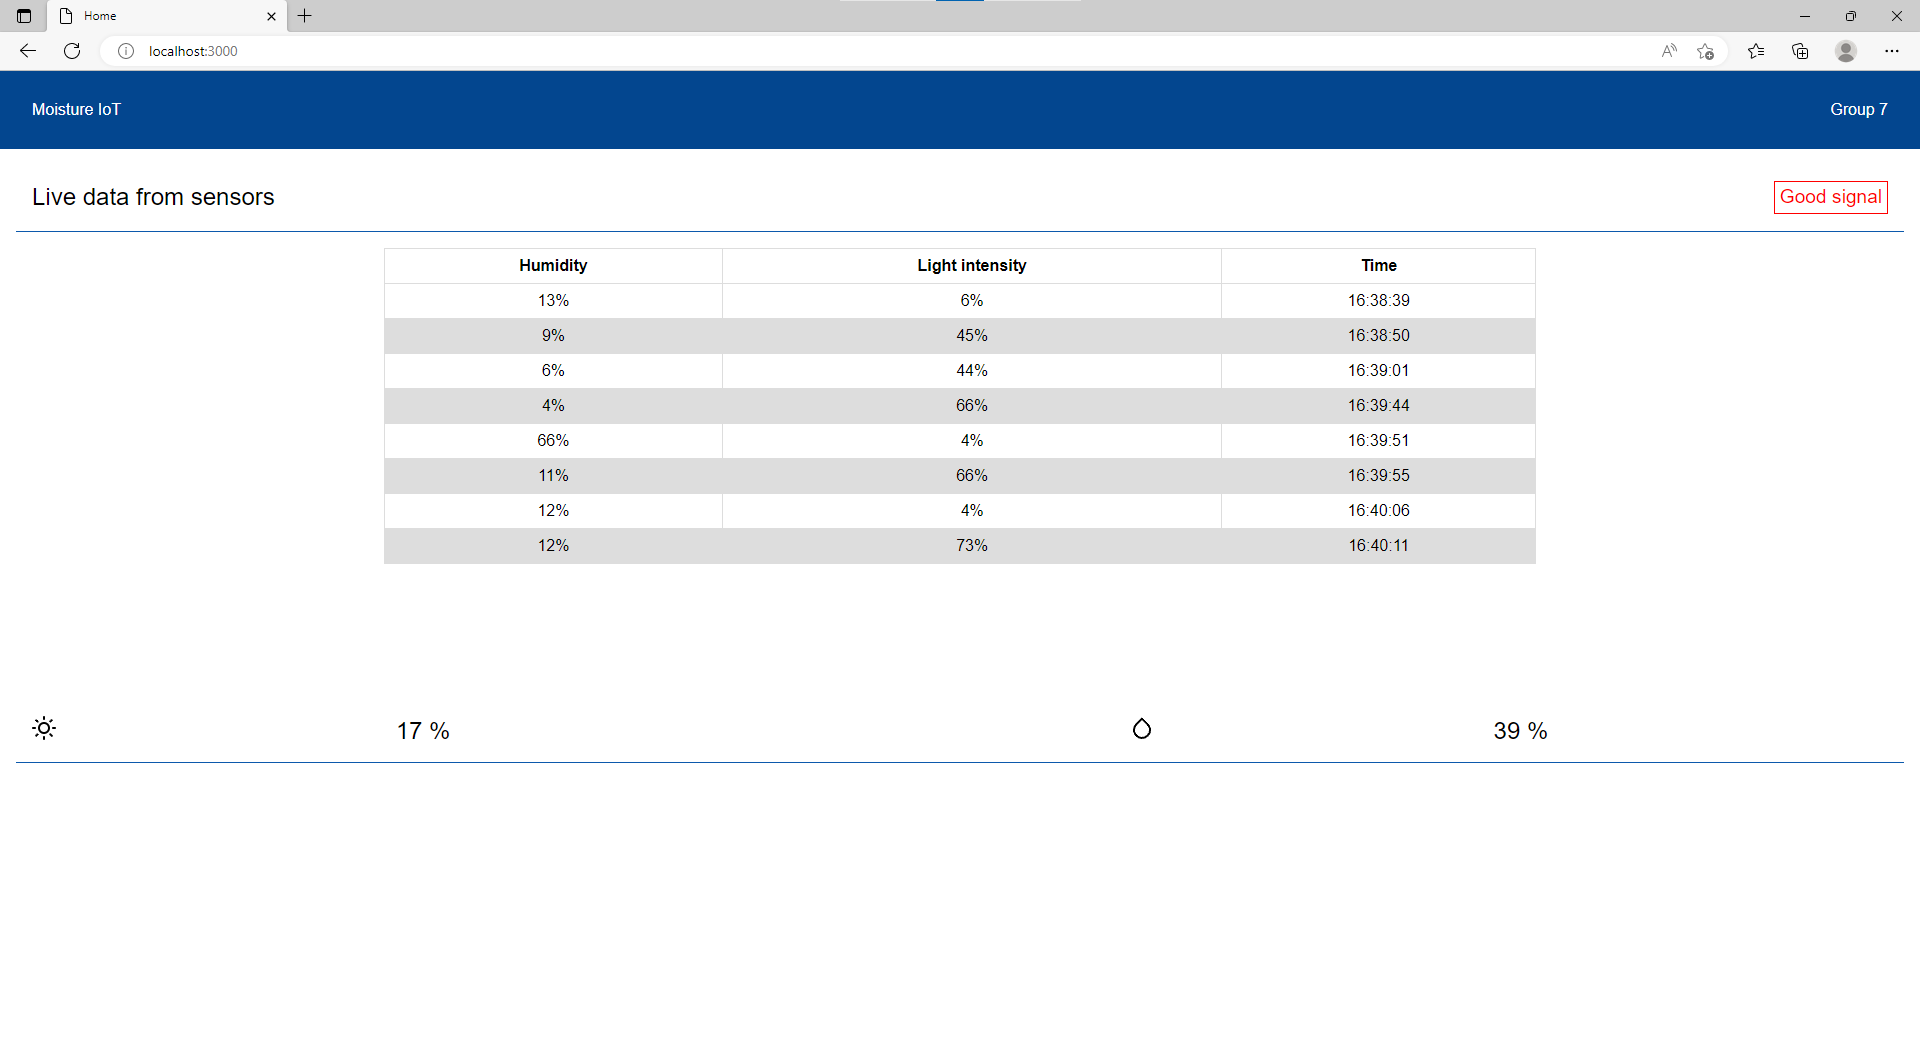 Home
localhost:3000
Moisture IoT Group 7
Live data from sensors Good signal
Humidity Light intensity Time
13% 6% 16:38:39
9% 45% 16:38:50
6% 44% 16:39:01
4% 66% 16:39:44
66% 4% 16:39:51
11% 66% 16:39:55
12% 4% 16:40:06
12% 73% 16:40:11
17 % 39 %